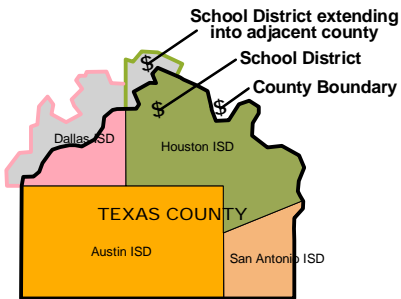 School District extending
into adjacent county
$
School District
$
County Boundary
$
Dallas ISD
Houston ISD
TEXAS COUNTY
Austin ISD
San Antonio ISD